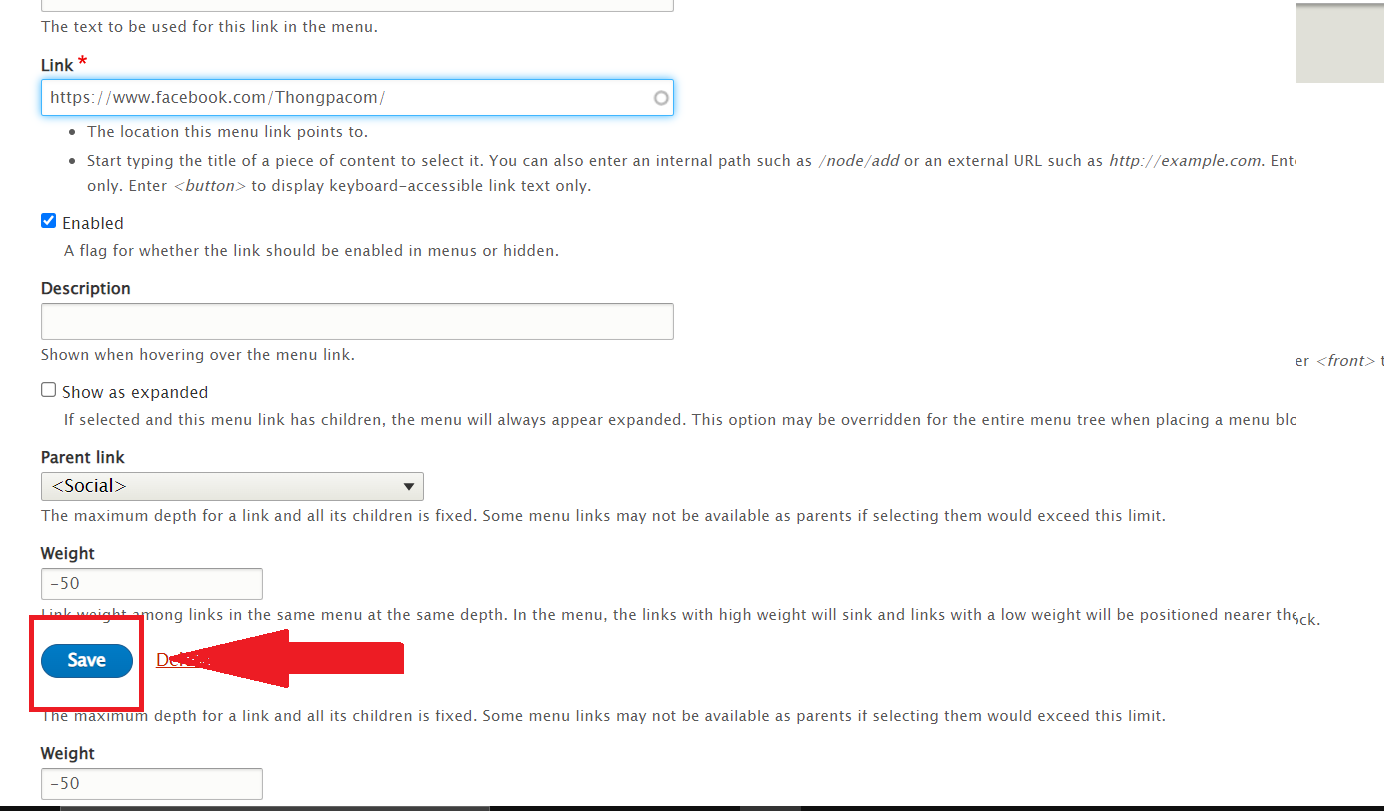 The text to be used for this link in the menu.
Link *
https://www.facebook.com/Thongpacom/
The location this menu link points to.
Start typing the title of a piece of content to select it. You can also enter an internal path such as /node/add or an external URL such as http://example.com. Ent
only. Enter <button> to display keyboard-accessible link text only.
Enabled
A flag for whether the link should be enabled in menus or hidden.
Description
Shown when hovering over the menu link.
er <front> t
Show as expanded
If selected and this menu link has children, the menu will always appear expanded. This option may be overridden for the entire menu tree when placing a menu blo
Parent link
<Social>
The maximum depth for a link and all its children is fixed. Some menu links may not be available as parents if selecting them would exceed this limit.
Weight
-50
Link weight among links in the same menu at the same depth. In the menu, the links with high weight will sink and links with a low weight will be positioned nearer the
ck.
Save
The maximum depth for a link and all its children is fixed. Some menu links may not be available as parents if selecting them would exceed this limit.
Weight
-50